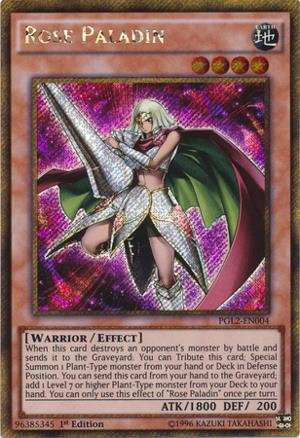 ROSE PALADIN
EARTH
地
PGL2-EN004
[WARRIOR / EFFECT]
When this card destroys an opponent's monster by battle and
sends it to the Graveyard: You can Tribute this card; Special
Summon 1 Plant-Type monster from your hand or Deck in Defense
Position. You can send this card from your hand to the Graveyard;
add 1 Level 7 or higher Plant-Type monster from your Deck to your
hand. You can only use this effect of "Rose Paladin" once per turn.
ATK/1800 DEF/ 200
96385345 1st Edition ©1996 KAZUKI TAKAHASHI